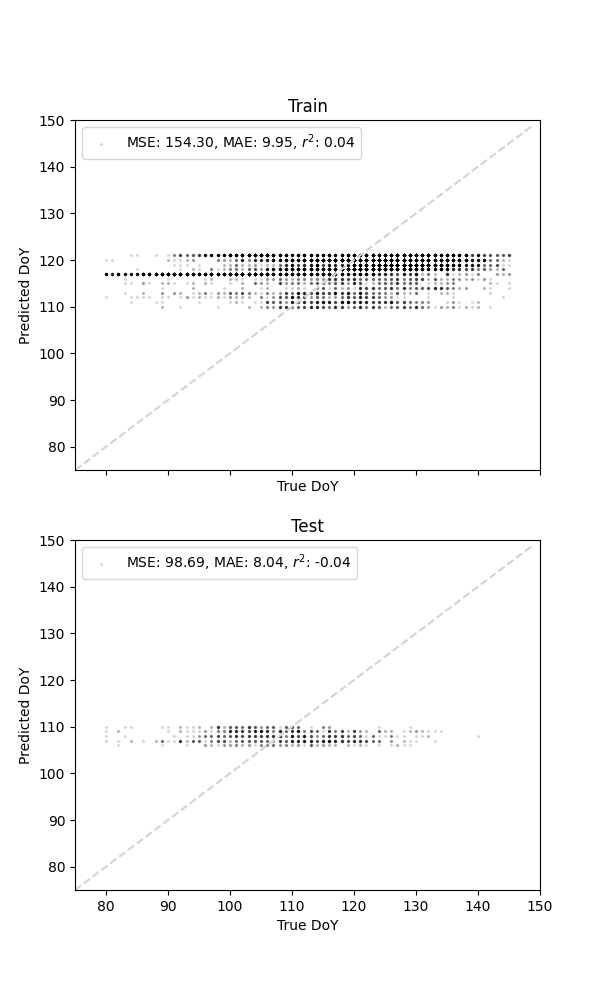 Train
150
MSE: 154.30, MAE: 9.95, r²: 0.04
140
130
120
110
100
90
80
Predicted DoY
True DoY
Test
150
MSE: 98.69, MAE: 8.04, r²: -0.04
140
130
120
110
100
90
80
Predicted DoY
80 90 100 110 120 130 140 150
True DoY